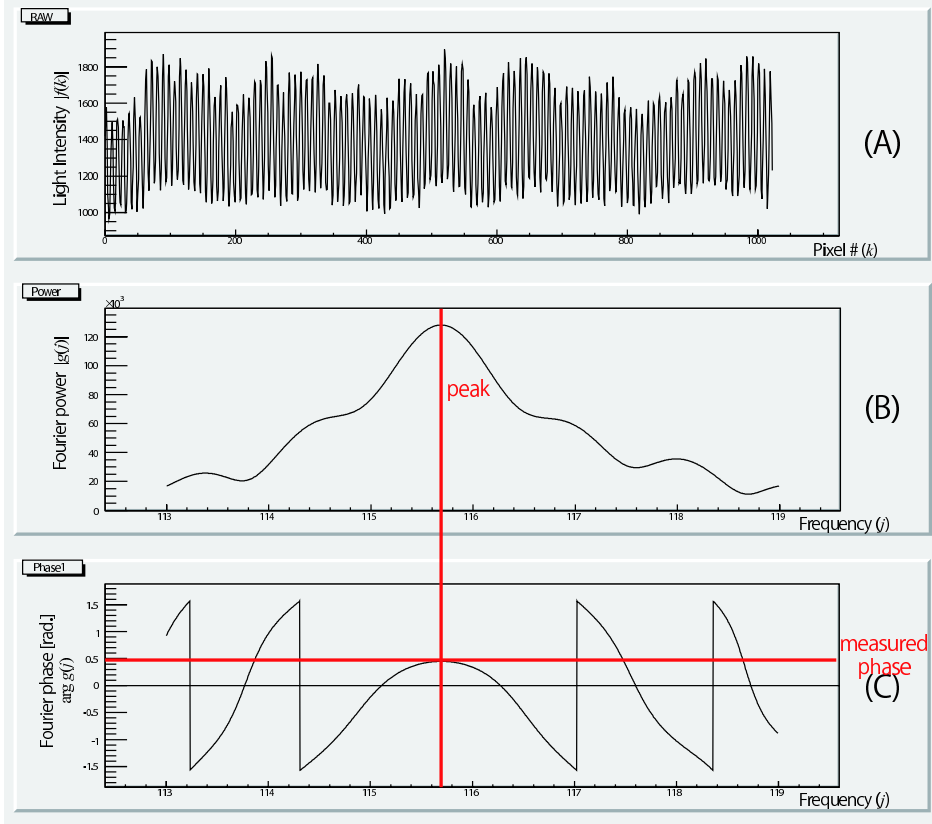 RAW
Light Intensity |f(k)|
1800
1600
1400
1200
1000
0 200 400 600 800 1000
Pixel # (k)
(A)
Power
×10³
Fourier power |g(j)|
120
100
80
60
40
20
0
peak
113 114 115 116 117 118 119
Frequency (j)
(B)
Phase1
Fourier phase [rad.]
arg g(j)
1.5
1
0.5
0
-0.5
-1
-1.5
measured
phase
(C)
113 114 115 116 117 118 119
Frequency (j)